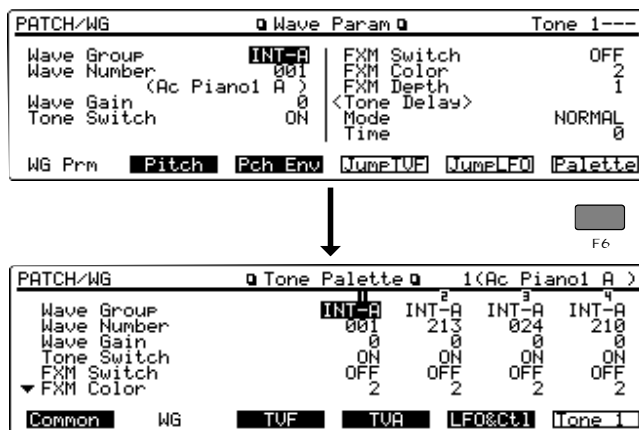 PATCH/WG Wave Param Tone 1---
Wave Group INT-A
Wave Number 001
(Ac Piano1 A )
Wave Gain 0
Tone Switch ON
FXM Switch OFF
FXM Color 2
FXM Depth 1
<Tone Delay>
Mode NORMAL
Time 0
WG Prm Pitch Pch Env JumpTVF JumpLFO Palette
F6
PATCH/WG Tone Palette 1(Ac Piano1 A )
1 2 3 4
Wave Group INT-A INT-A INT-A INT-A
Wave Number 001 213 024 210
Wave Gain 0 0 0 0
Tone Switch ON ON ON ON
FXM Switch OFF OFF OFF OFF
FXM Color 2 2 2 2
Common WG TVF TVA LFO&Ctl Tone 1